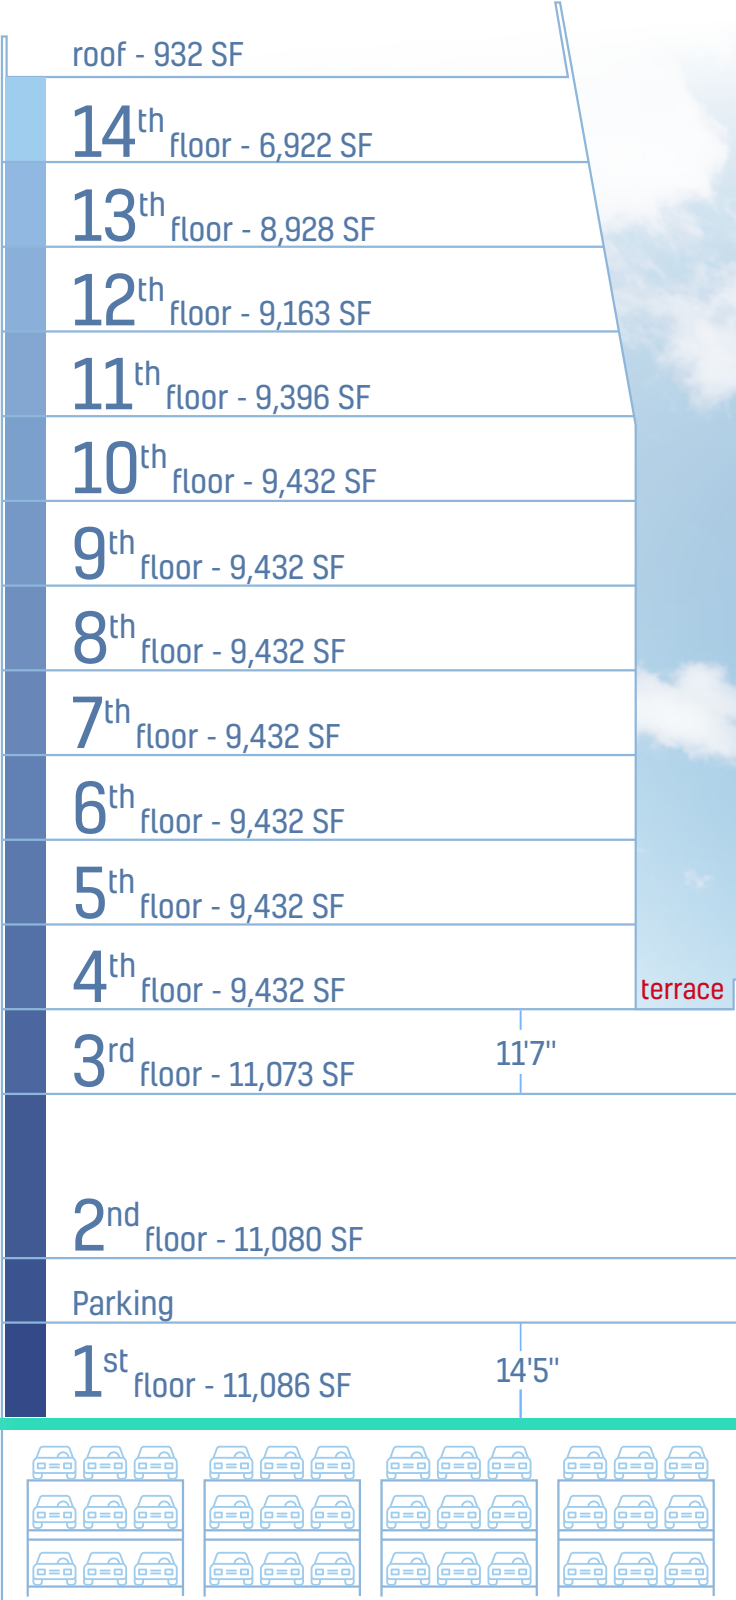 roof - 932 SF
14th floor - 6,922 SF
13th floor - 8,928 SF
12th floor - 9,163 SF
11th floor - 9,396 SF
10th floor - 9,432 SF
9th floor - 9,432 SF
8th floor - 9,432 SF
7th floor - 9,432 SF
6th floor - 9,432 SF
5th floor - 9,432 SF
4th floor - 9,432 SF
terrace
3rd floor - 11,073 SF
11'7"
2nd floor - 11,080 SF
Parking
1st floor - 11,086 SF
14'5"